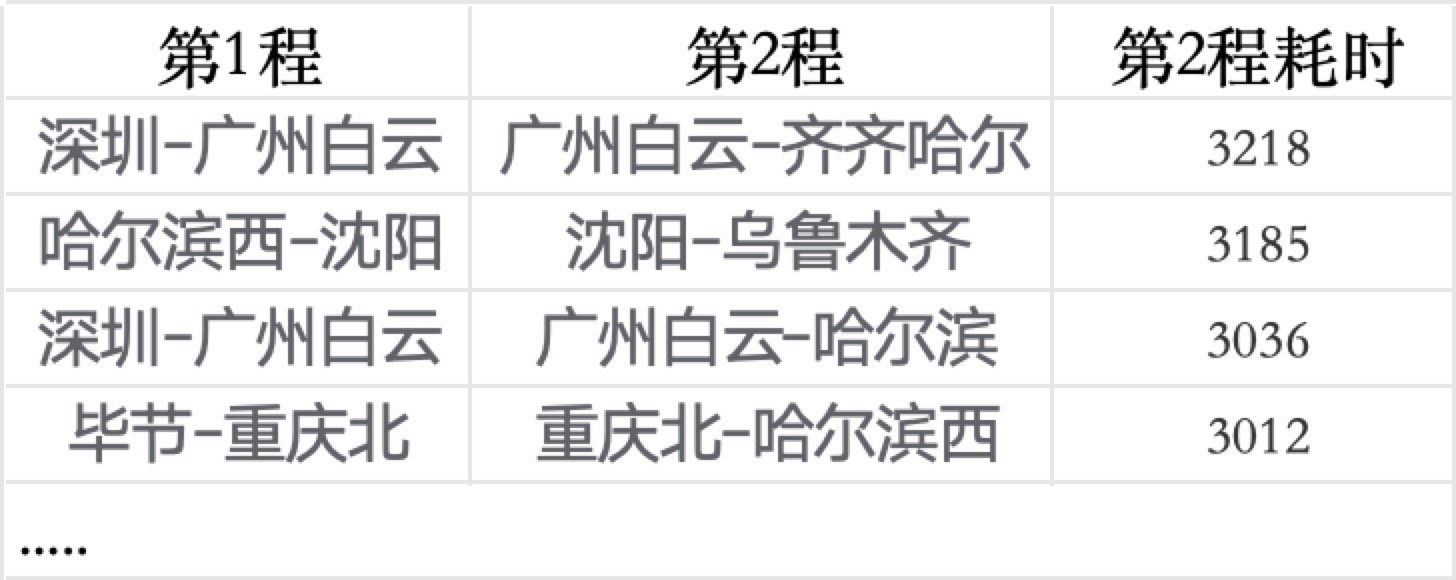 第1程 第2程 第2程耗时
深圳-广州白云 广州白云-齐齐哈尔 3218
哈尔滨西-沈阳 沈阳-乌鲁木齐 3185
深圳-广州白云 广州白云-哈尔滨 3036
毕节-重庆北 重庆北-哈尔滨西 3012
.....